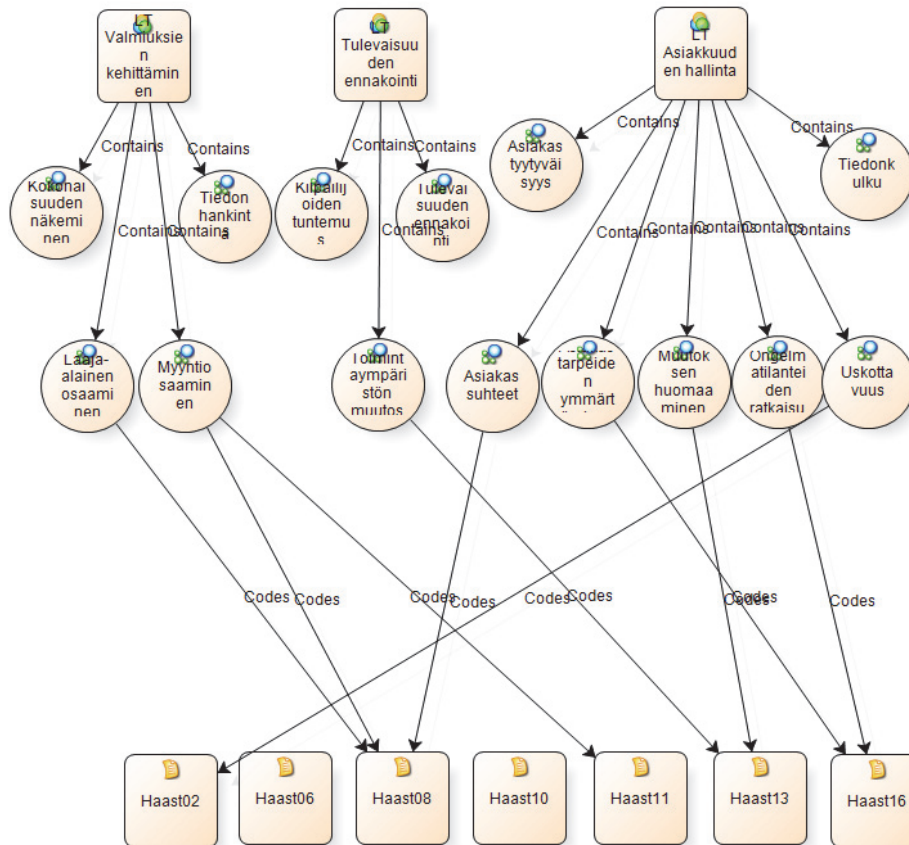 LT
Valmiuksie
n
kehittämin
en
LT
Tulevaisuu
den
ennakointi
LT
Asiakkuud
en hallinta
Contains
Contains
Contains
Contains
Contains
Contains
Kokonai
suuden
näkemi
nen
Tiedon
hankint
a
Kilpailij
oiden
tuntemu
s
Tulevai
suuden
ennakoi
nti
Asiakas
tyytyväi
syys
Tiedonk
ulku
Contains
Contains
Contains
Contains
Contains
Contains
Contains
Contains
Laaja-
alainen
osaami
nen
Myyntio
saamin
en
Toimint
aympäri
stön
muutos
Asiakas
suhteet
tarpeide
n
ymmärt
Muutok
sen
huomaa
minen
Ongelm
atilantei
den
ratkaisu
Uskotta
vuus
Codes
Codes
Codes
Codes
Codes
Codes
Codes
Codes
Codes
Haast02
Haast06
Haast08
Haast10
Haast11
Haast13
Haast16